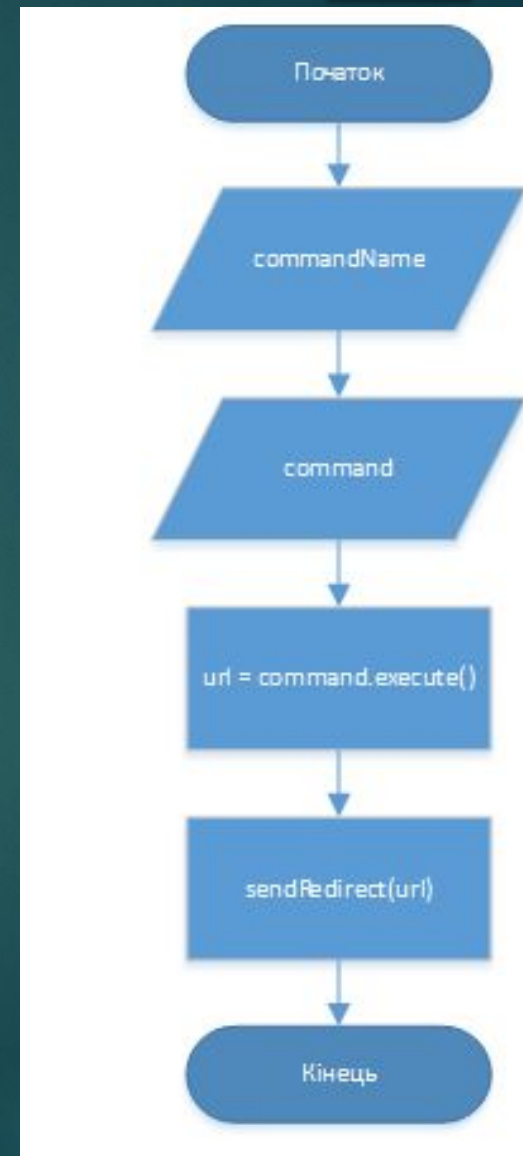 Початок
commandName
command
url = command.execute()
sendRedirect(url)
Кінець